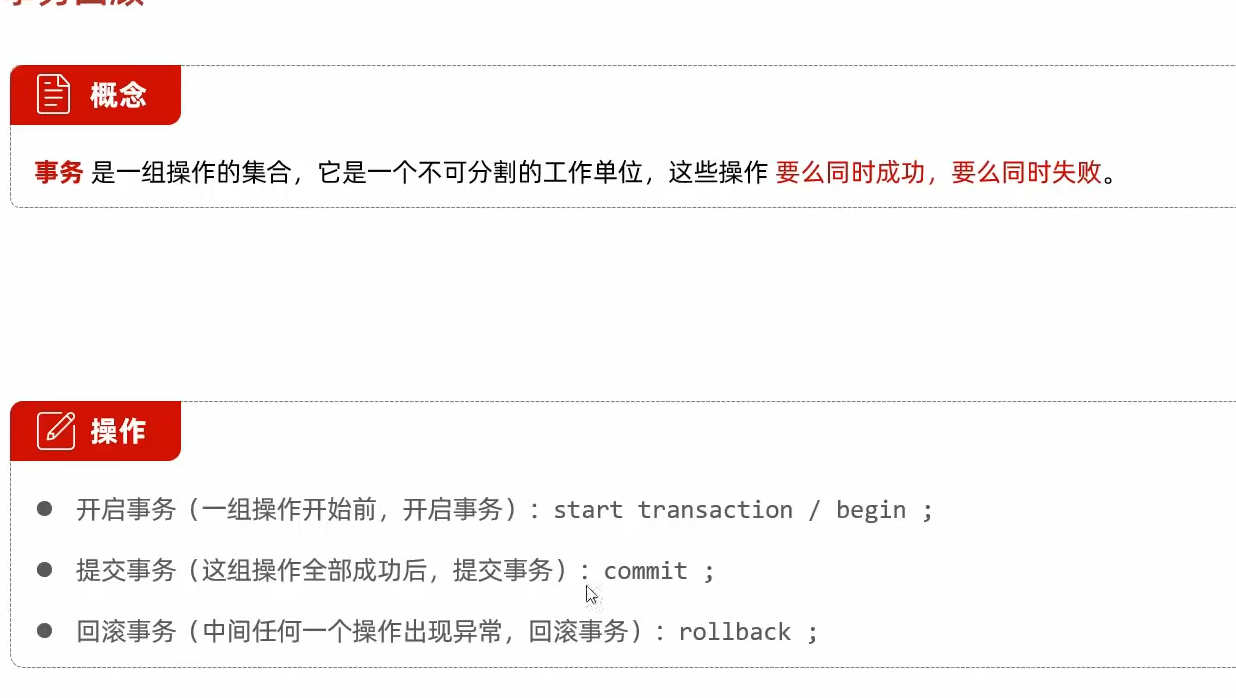 概念
事务 是一组操作的集合，它是一个不可分割的工作单位，这些操作 要么同时成功，要么同时失败。
操作
● 开启事务（一组操作开始前，开启事务）：start transaction / begin ;
● 提交事务（这组操作全部成功后，提交事务）：commit ;
● 回滚事务（中间任何一个操作出现异常，回滚事务）：rollback ;